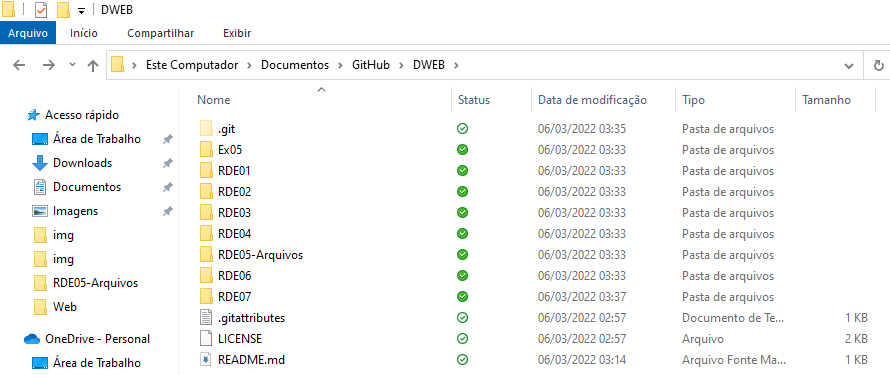 DWEB
Arquivo Início Compartilhar Exibir
Este Computador Documentos GitHub DWEB
Nome Status Data de modificação Tipo Tamanho
Acesso rápido
Área de Trabalho
Downloads
Documentos
Imagens
img
img
RDE05-Arquivos
Web
OneDrive - Personal
Área de Trabalho
.git 06/03/2022 03:35 Pasta de arquivos
Ex05 06/03/2022 03:33 Pasta de arquivos
RDE01 06/03/2022 03:33 Pasta de arquivos
RDE02 06/03/2022 03:33 Pasta de arquivos
RDE03 06/03/2022 03:33 Pasta de arquivos
RDE04 06/03/2022 03:33 Pasta de arquivos
RDE05-Arquivos 06/03/2022 03:33 Pasta de arquivos
RDE06 06/03/2022 03:33 Pasta de arquivos
RDE07 06/03/2022 03:37 Pasta de arquivos
.gitattributes 06/03/2022 02:57 Documento de Te... 1 KB
LICENSE 06/03/2022 02:57 Arquivo 2 KB
README.md 06/03/2022 03:14 Arquivo Fonte Ma... 1 KB